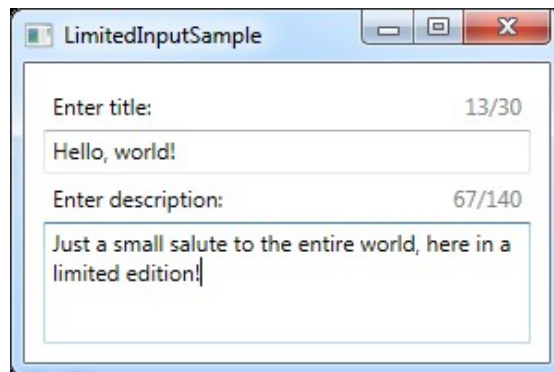 LimitedInputSample
Enter title: 13/30
Hello, world!
Enter description: 67/140
Just a small salute to the entire world, here in a
limited edition!